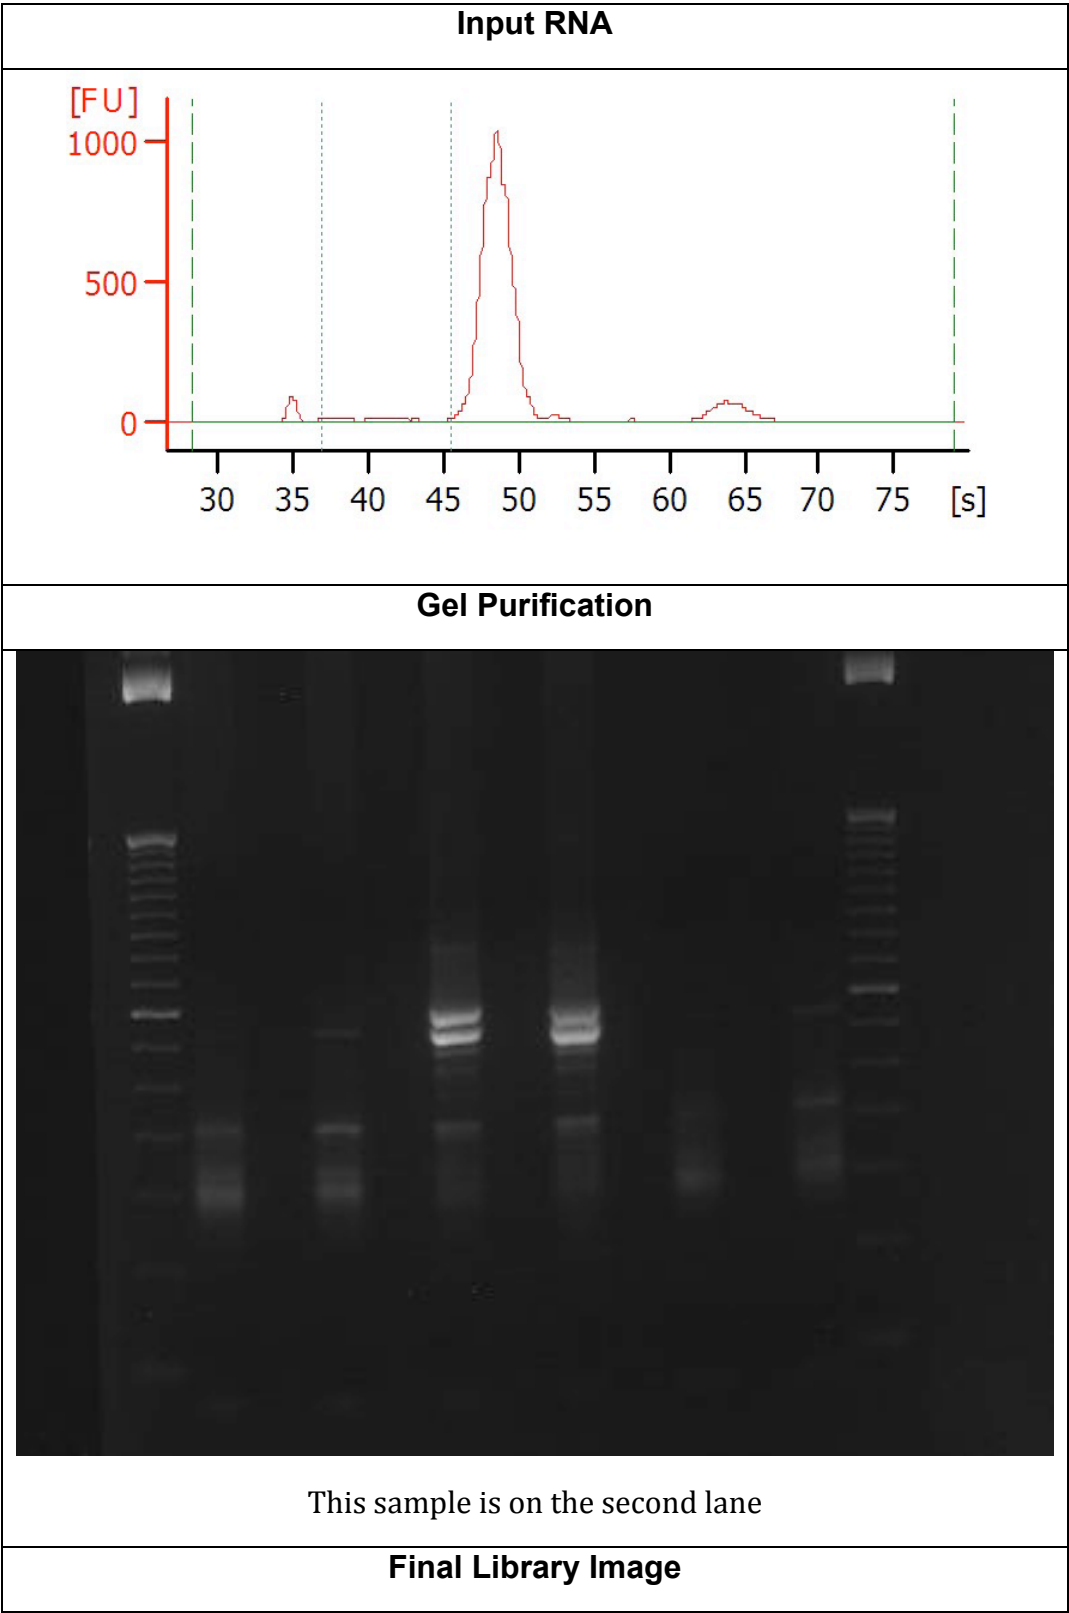 Input RNA
[FU]
1000
500
0
30 35 40 45 50 55 60 65 70 75 [s]
Gel Purification
This sample is on the second lane
Final Library Image